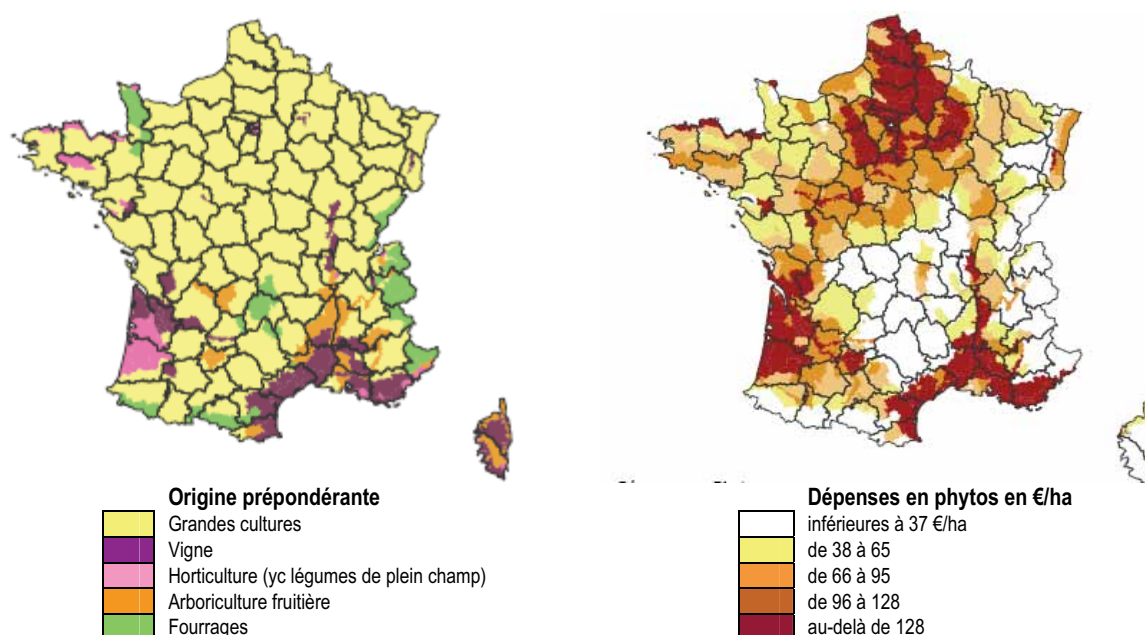 Origine prépondérante
Grandes cultures
Vigne
Horticulture (yc légumes de plein champ)
Arboriculture fruitière
Fourrages
Dépenses en phytos en €/ha
inférieures à 37 €/ha
de 38 à 65
de 66 à 95
de 96 à 128
au-delà de 128